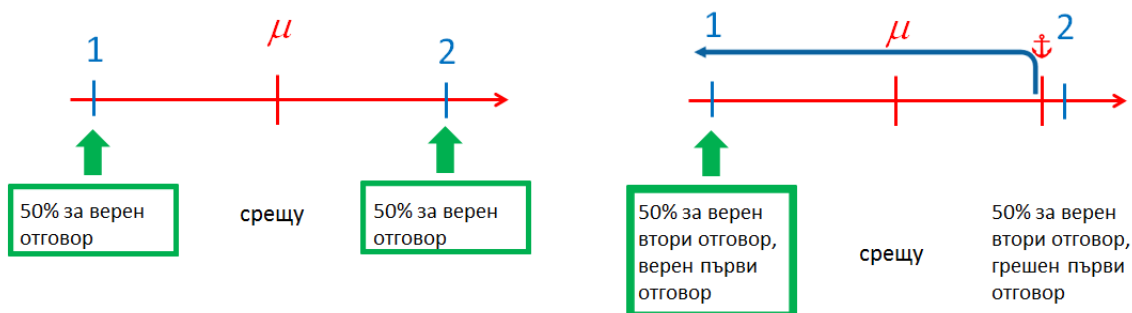 1
μ
2
50% за верен
отговор
срещу
50% за верен
отговор
1
μ
2
50% за верен
втори отговор,
верен първи
отговор
срещу
50% за верен
втори отговор,
грешен първи
отговор